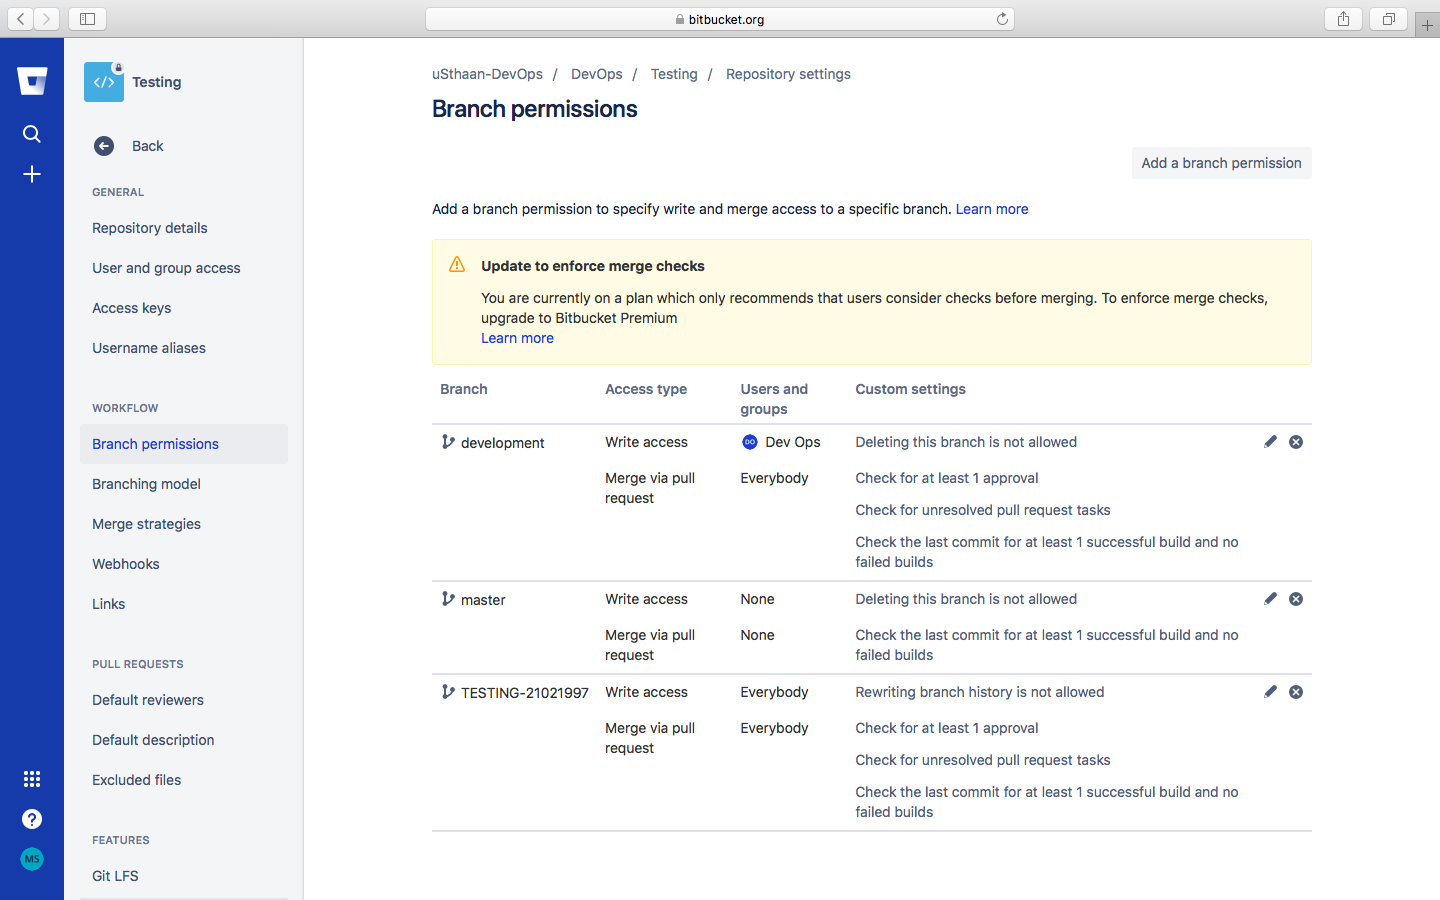 bitbucket.org
Testing
Back
GENERAL
Repository details
User and group access
Access keys
Username aliases
WORKFLOW
Branch permissions
Branching model
Merge strategies
Webhooks
Links
PULL REQUESTS
Default reviewers
Default description
Excluded files
FEATURES
Git LFS
MS
uSthaan-DevOps / DevOps / Testing / Repository settings
Branch permissions
Add a branch permission
Add a branch permission to specify write and merge access to a specific branch. Learn more
Update to enforce merge checks
You are currently on a plan which only recommends that users consider checks before merging. To enforce merge checks,
upgrade to Bitbucket Premium
Learn more
Branch Access type Users and groups Custom settings
development Write access DO Dev Ops Deleting this branch is not allowed
Merge via pull request Everybody Check for at least 1 approval
Check for unresolved pull request tasks
Check the last commit for at least 1 successful build and no
failed builds
master Write access None Deleting this branch is not allowed
Merge via pull request None Check the last commit for at least 1 successful build and no
failed builds
TESTING-21021997 Write access Everybody Rewriting branch history is not allowed
Merge via pull request Everybody Check for at least 1 approval
Check for unresolved pull request tasks
Check the last commit for at least 1 successful build and no
failed builds